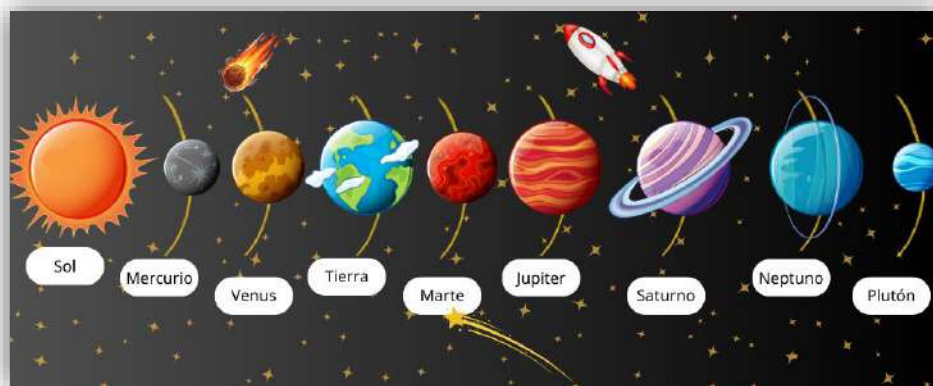 Sol
Mercurio
Venus
Tierra
Marte
Jupiter
Saturno
Neptuno
Plutón